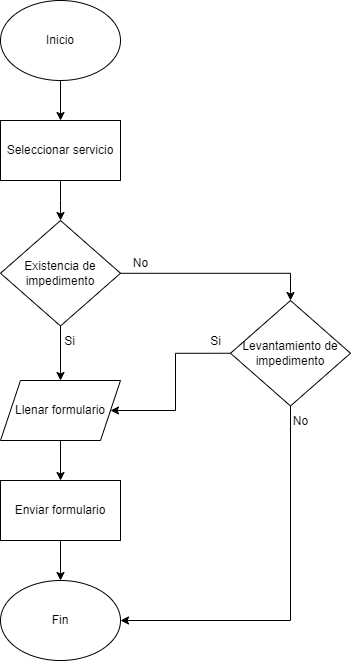 Inicio
Seleccionar servicio
Existencia de
impedimento
No
Si
Si
Levantamiento de
impedimento
No
Llenar formulario
Enviar formulario
Fin